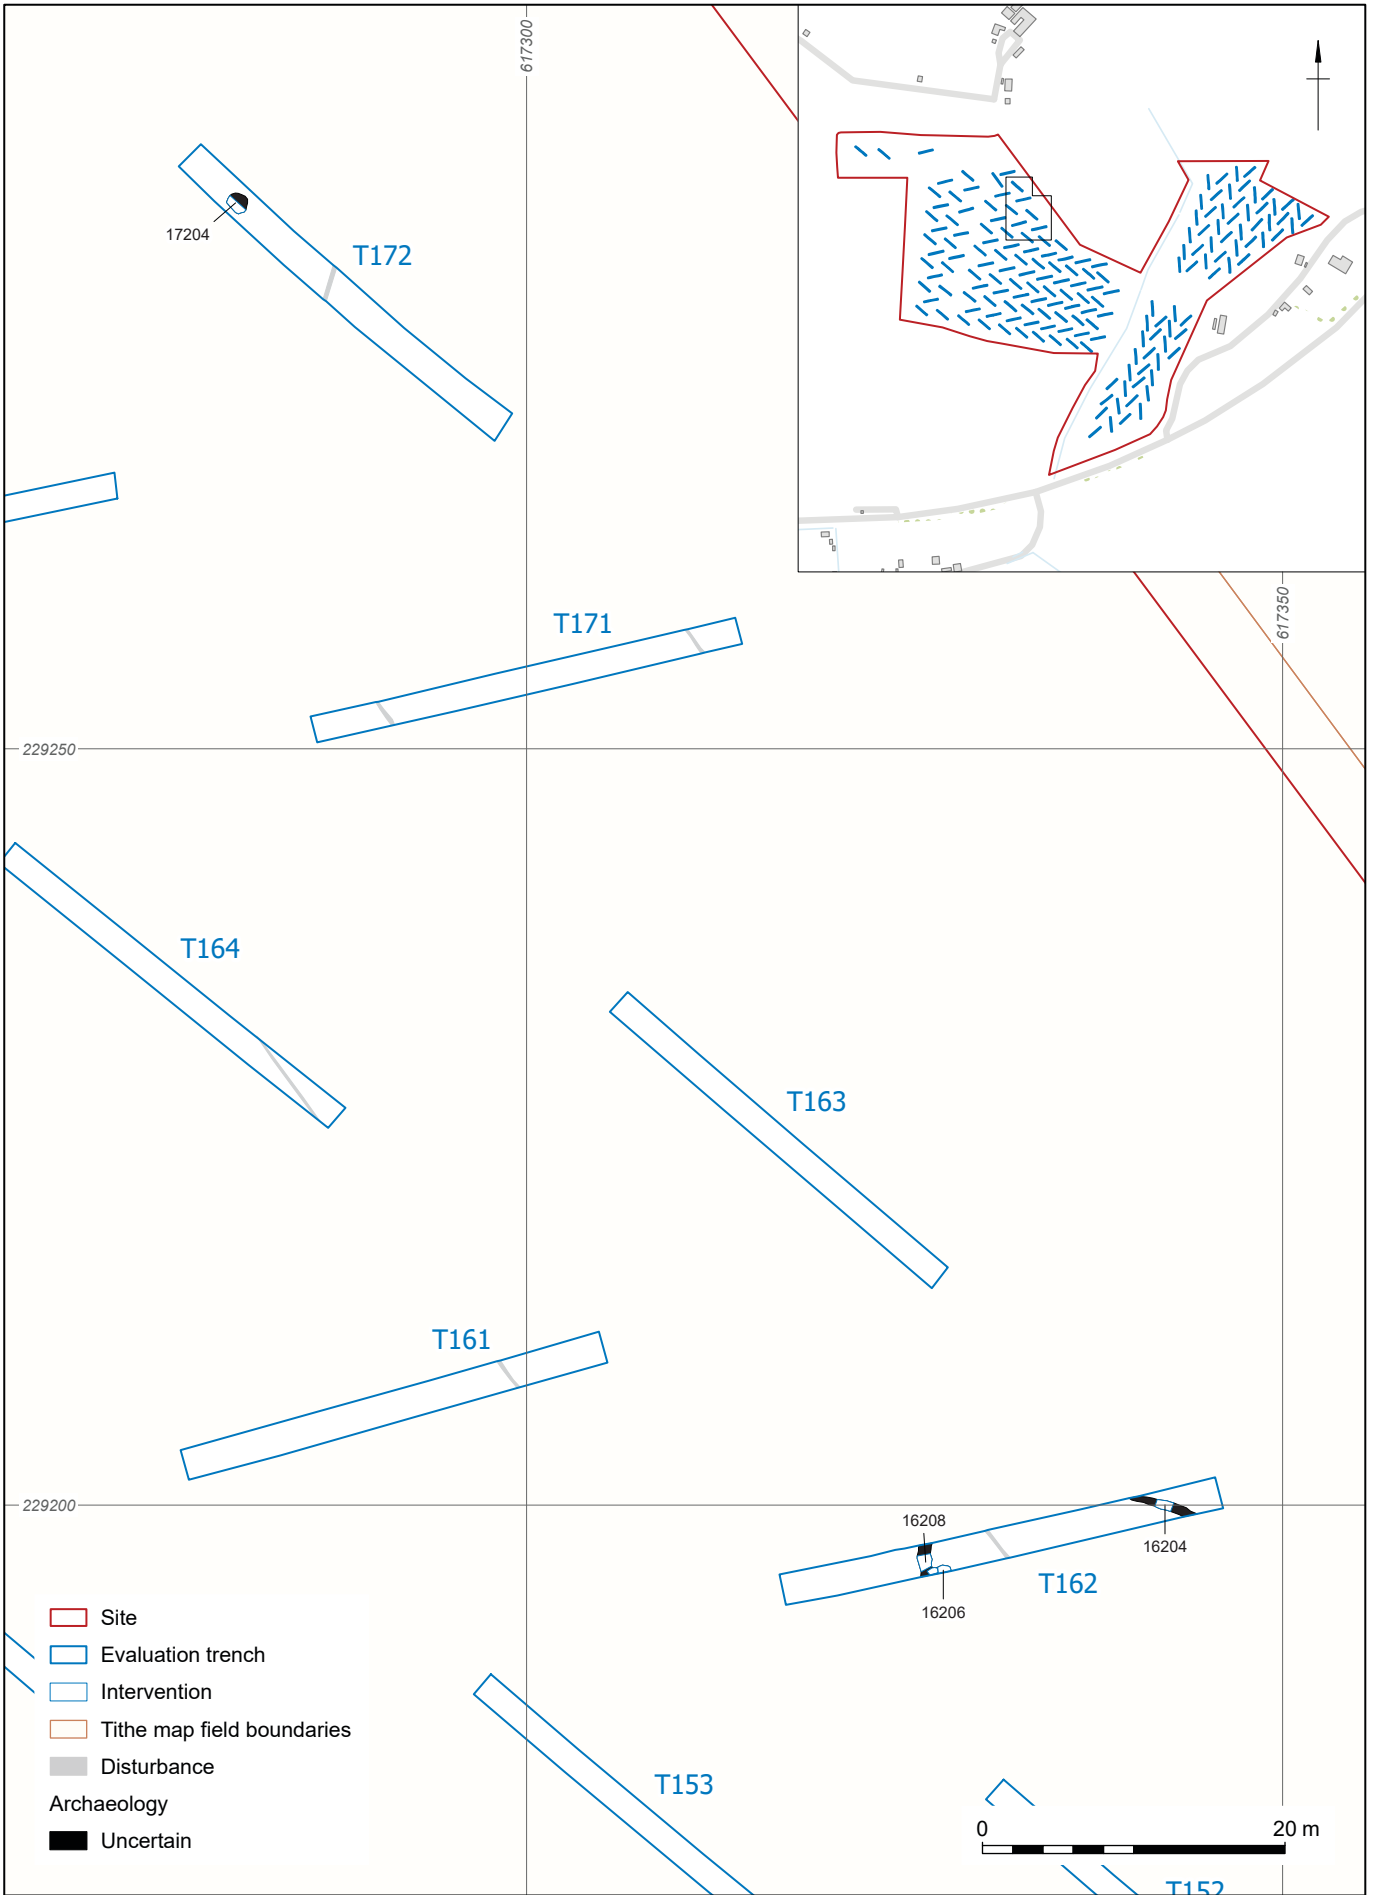 617300
17204
T172
T171
617350
229250
T164
T163
T161
229200
16208
16204
T162
16206
Site
Evaluation trench
Intervention
Tithe map field boundaries
Disturbance
Archaeology
Uncertain
T153
0 20 m
T152